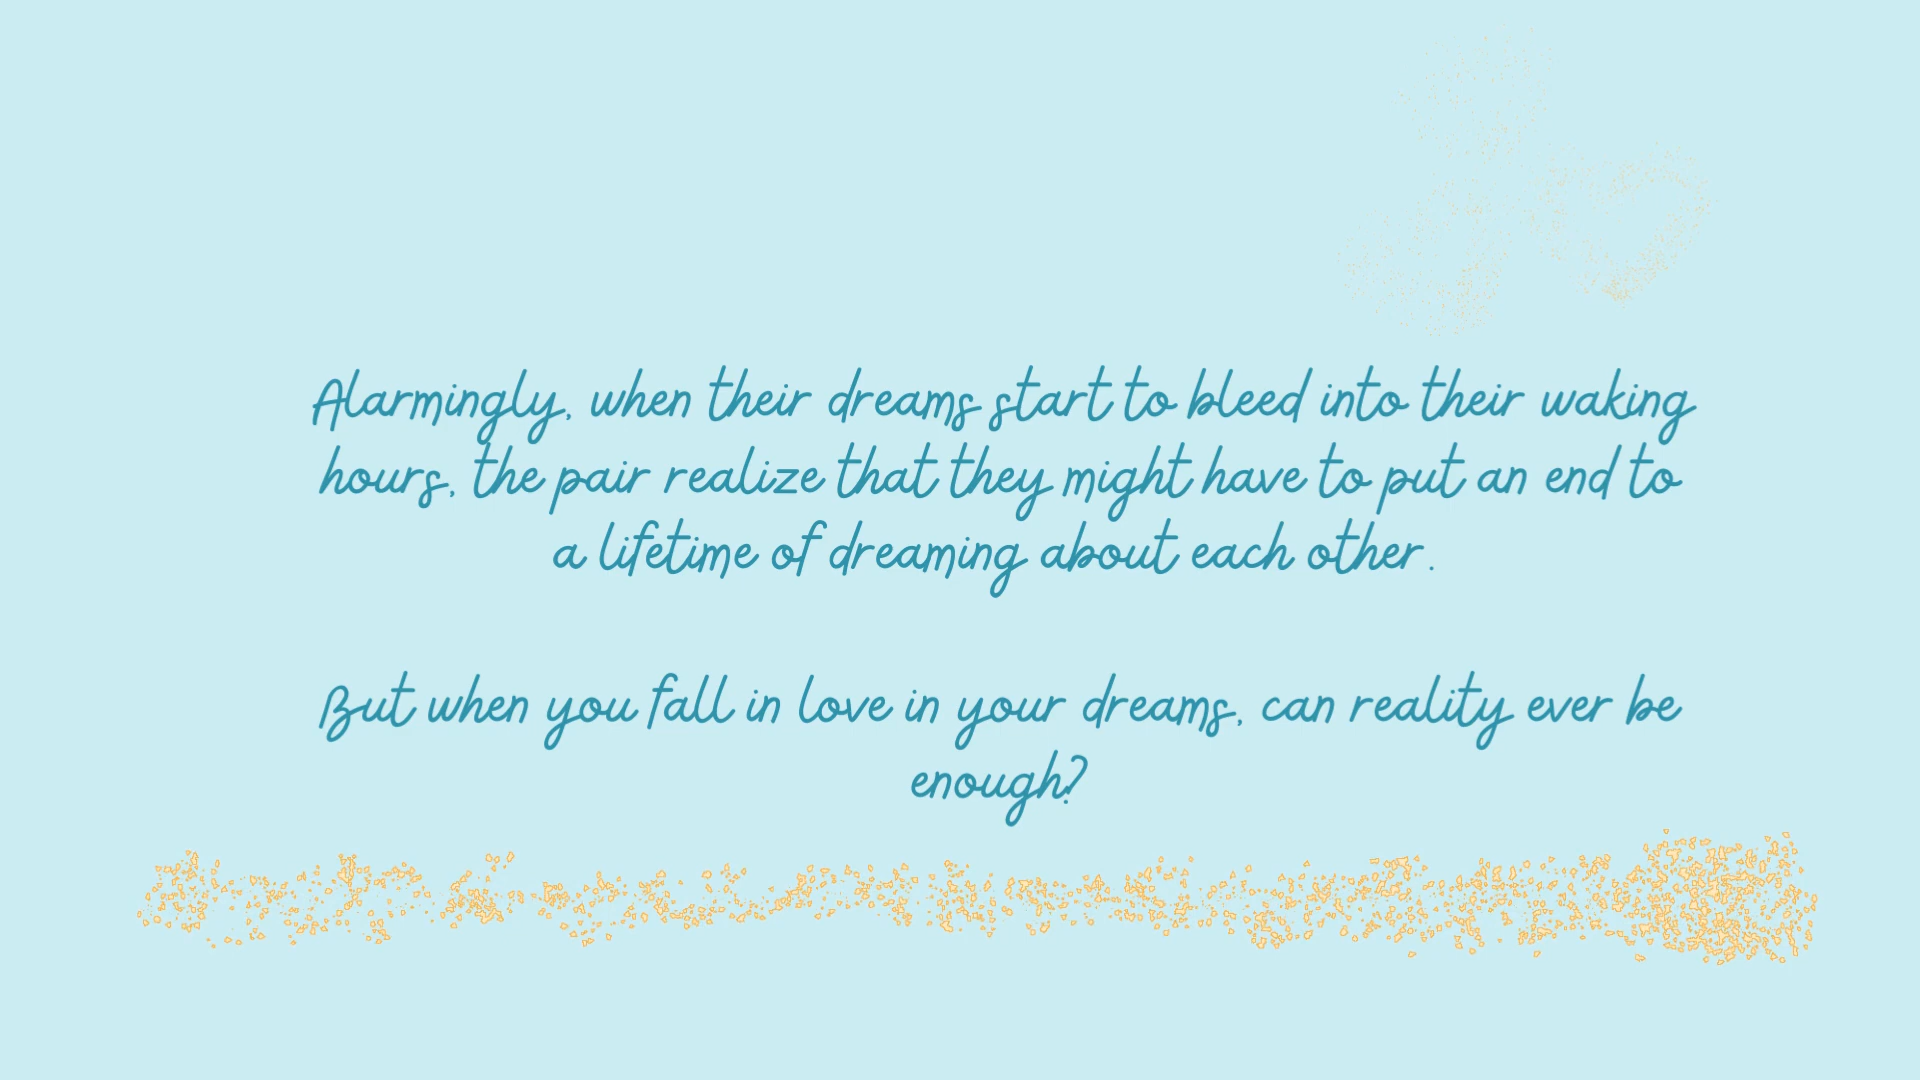 Alarmingly, when their dreams start to bleed into their waking
hours, the pair realize that they might have to put an end to
a lifetime of dreaming about each other.
But when you fall in love in your dreams, can reality ever be
enough?